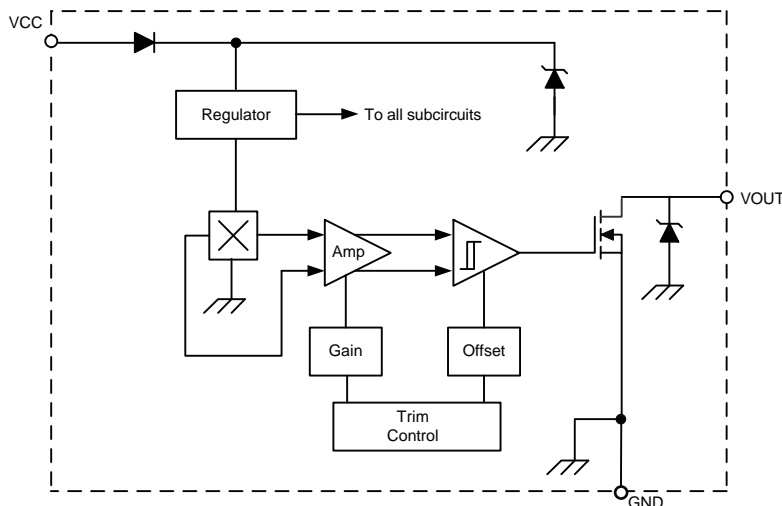 VCC
Regulator
To all subcircuits
VOUT
Amp
Gain
Offset
Trim
Control
GND